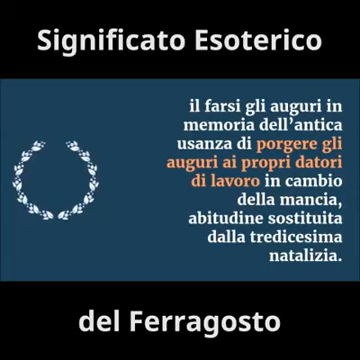 Significato Esoterico
il farsi gli auguri in
memoria dell’antica
usanza di porgere gli
auguri ai propri datori
di lavoro in cambio
della mancia,
abitudine sostituita
dalla tredicesima
natalizia.
del Ferragosto